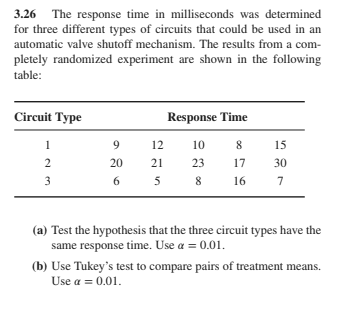 3.26 The response time in milliseconds was determined
for three different types of circuits that could be used in an
automatic valve shutoff mechanism. The results from a com-
pletely randomized experiment are shown in the following
table:
Circuit Type Response Time
1 9 12 10 8 15
2 20 21 23 17 30
3 6 5 8 16 7
(a) Test the hypothesis that the three circuit types have the
same response time. Use α = 0.01.
(b) Use Tukey's test to compare pairs of treatment means.
Use α = 0.01.